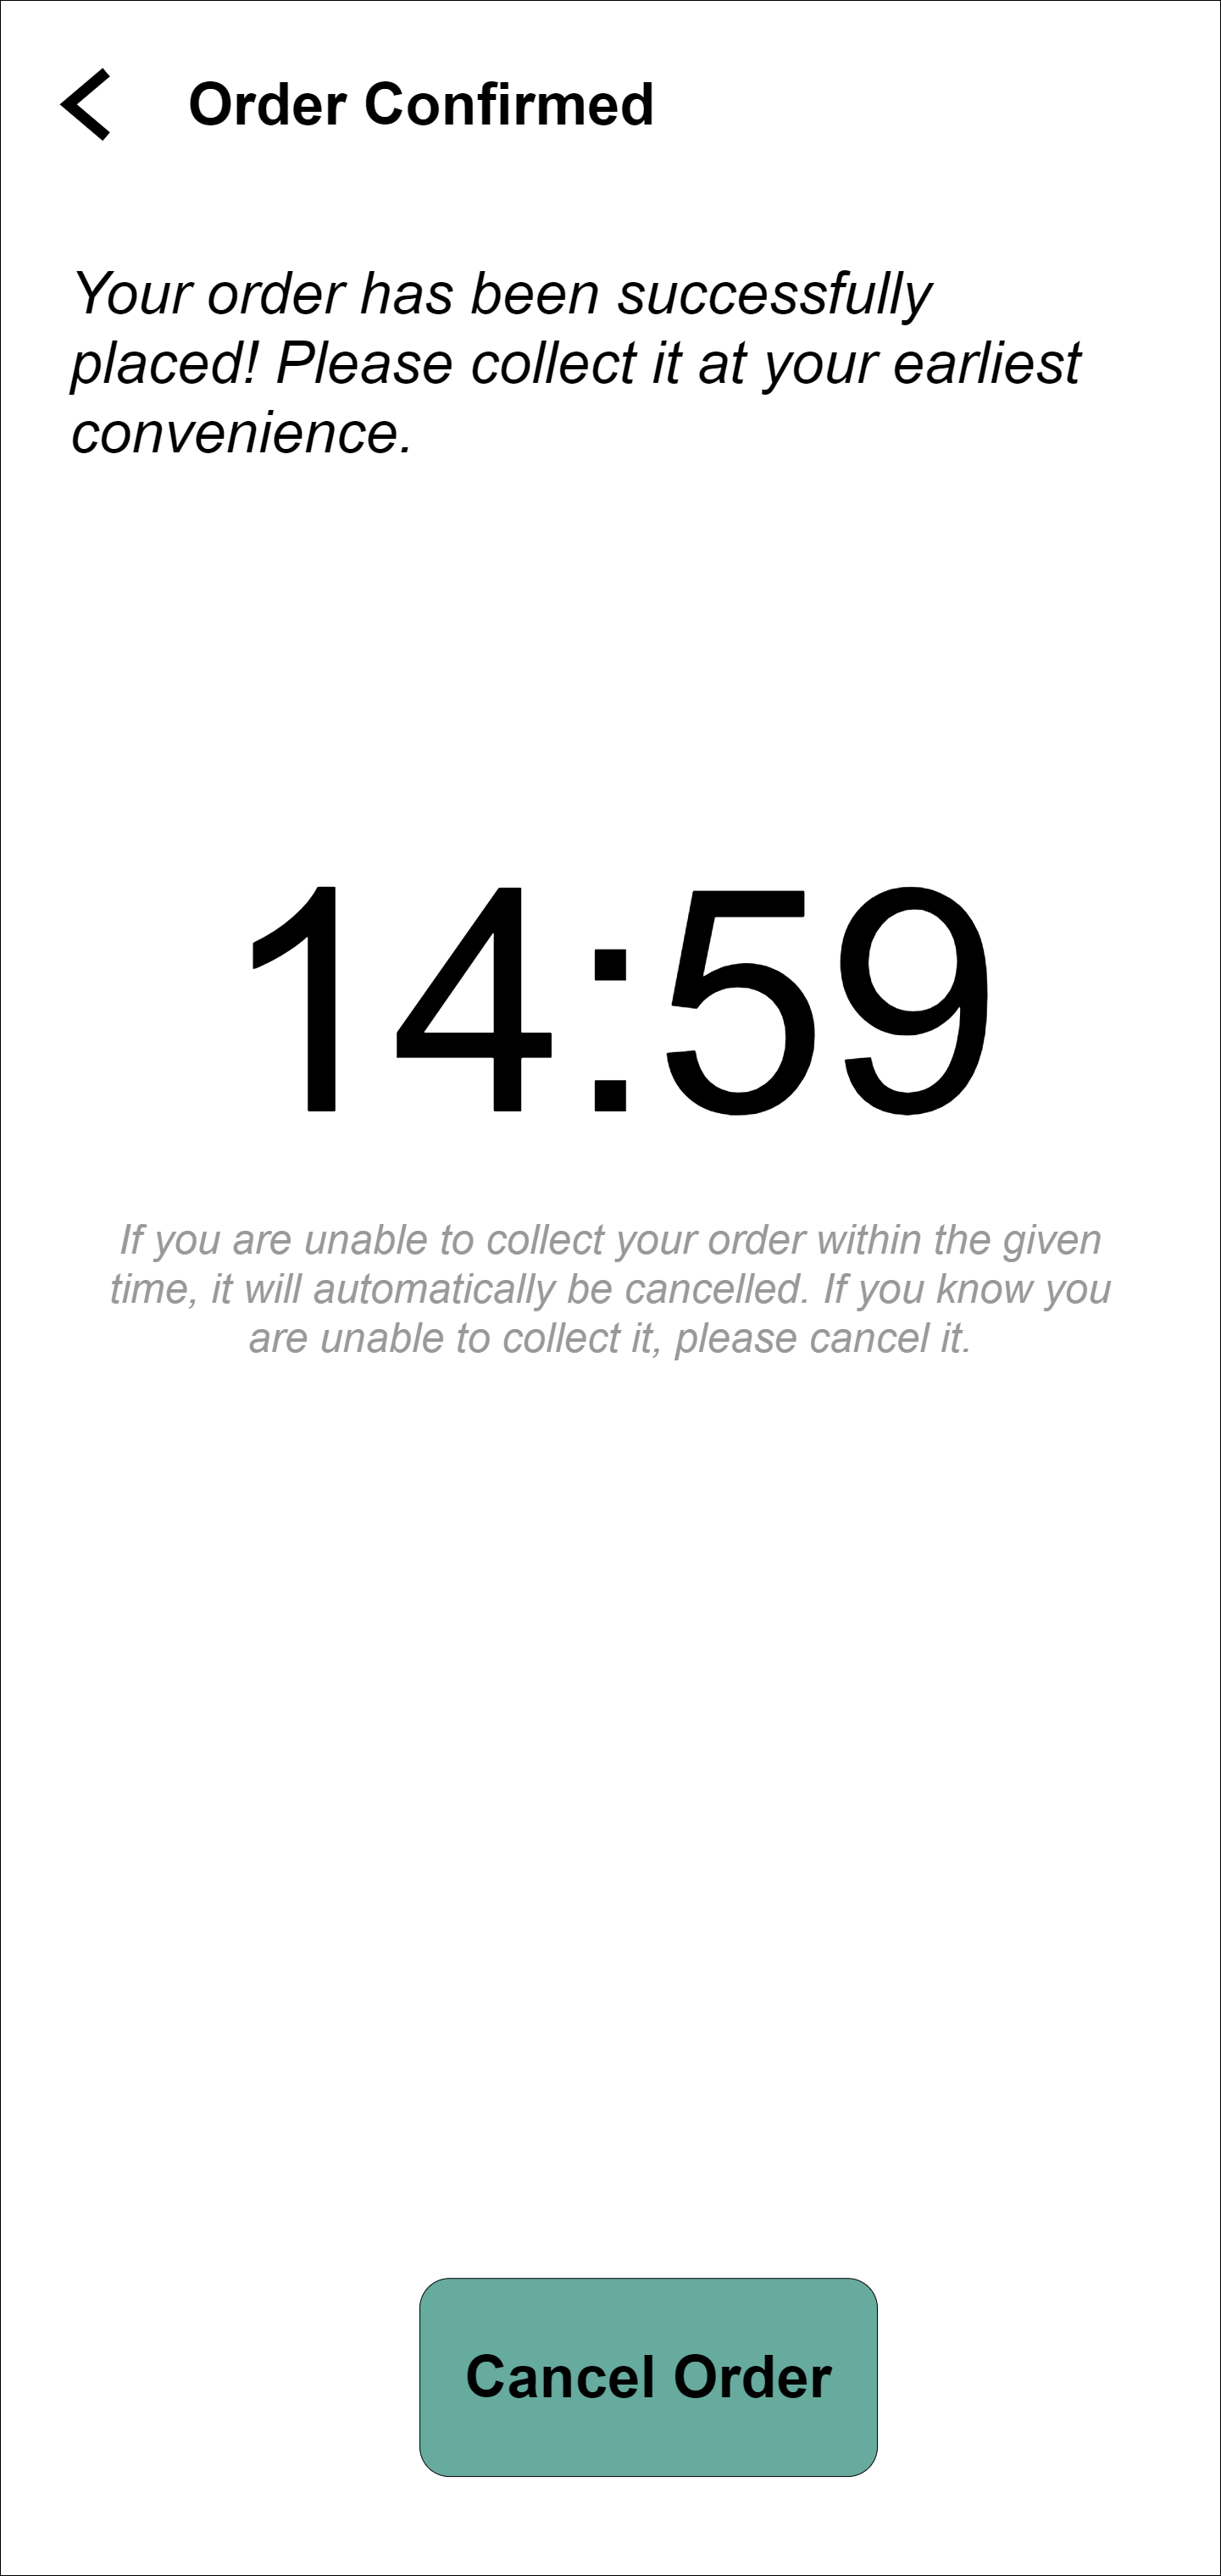 Order Confirmed
Your order has been successfully
placed! Please collect it at your earliest
convenience.
14:59
If you are unable to collect your order within the given
time, it will automatically be cancelled. If you know you
are unable to collect it, please cancel it.
Cancel Order